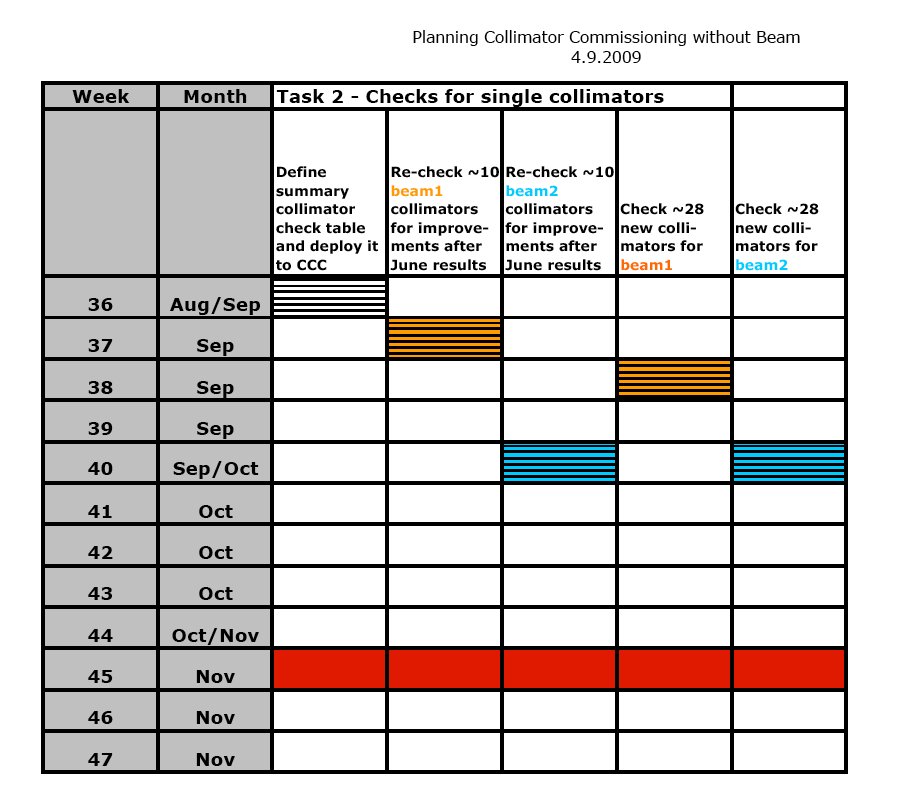 Planning Collimator Commissioning without Beam
4.9.2009
Week Month Task 2 - Checks for single collimators
Define
summary
collimator
check table
and deploy it
to CCC
Re-check ~10
beam1
collimators
for improve-
ments after
June results
Re-check ~10
beam2
collimators
for improve-
ments after
June results
Check ~28
new colli-
mators for
beam1
Check ~28
new colli-
mators for
beam2
36 Aug/Sep
37 Sep
38 Sep
39 Sep
40 Sep/Oct
41 Oct
42 Oct
43 Oct
44 Oct/Nov
45 Nov
46 Nov
47 Nov